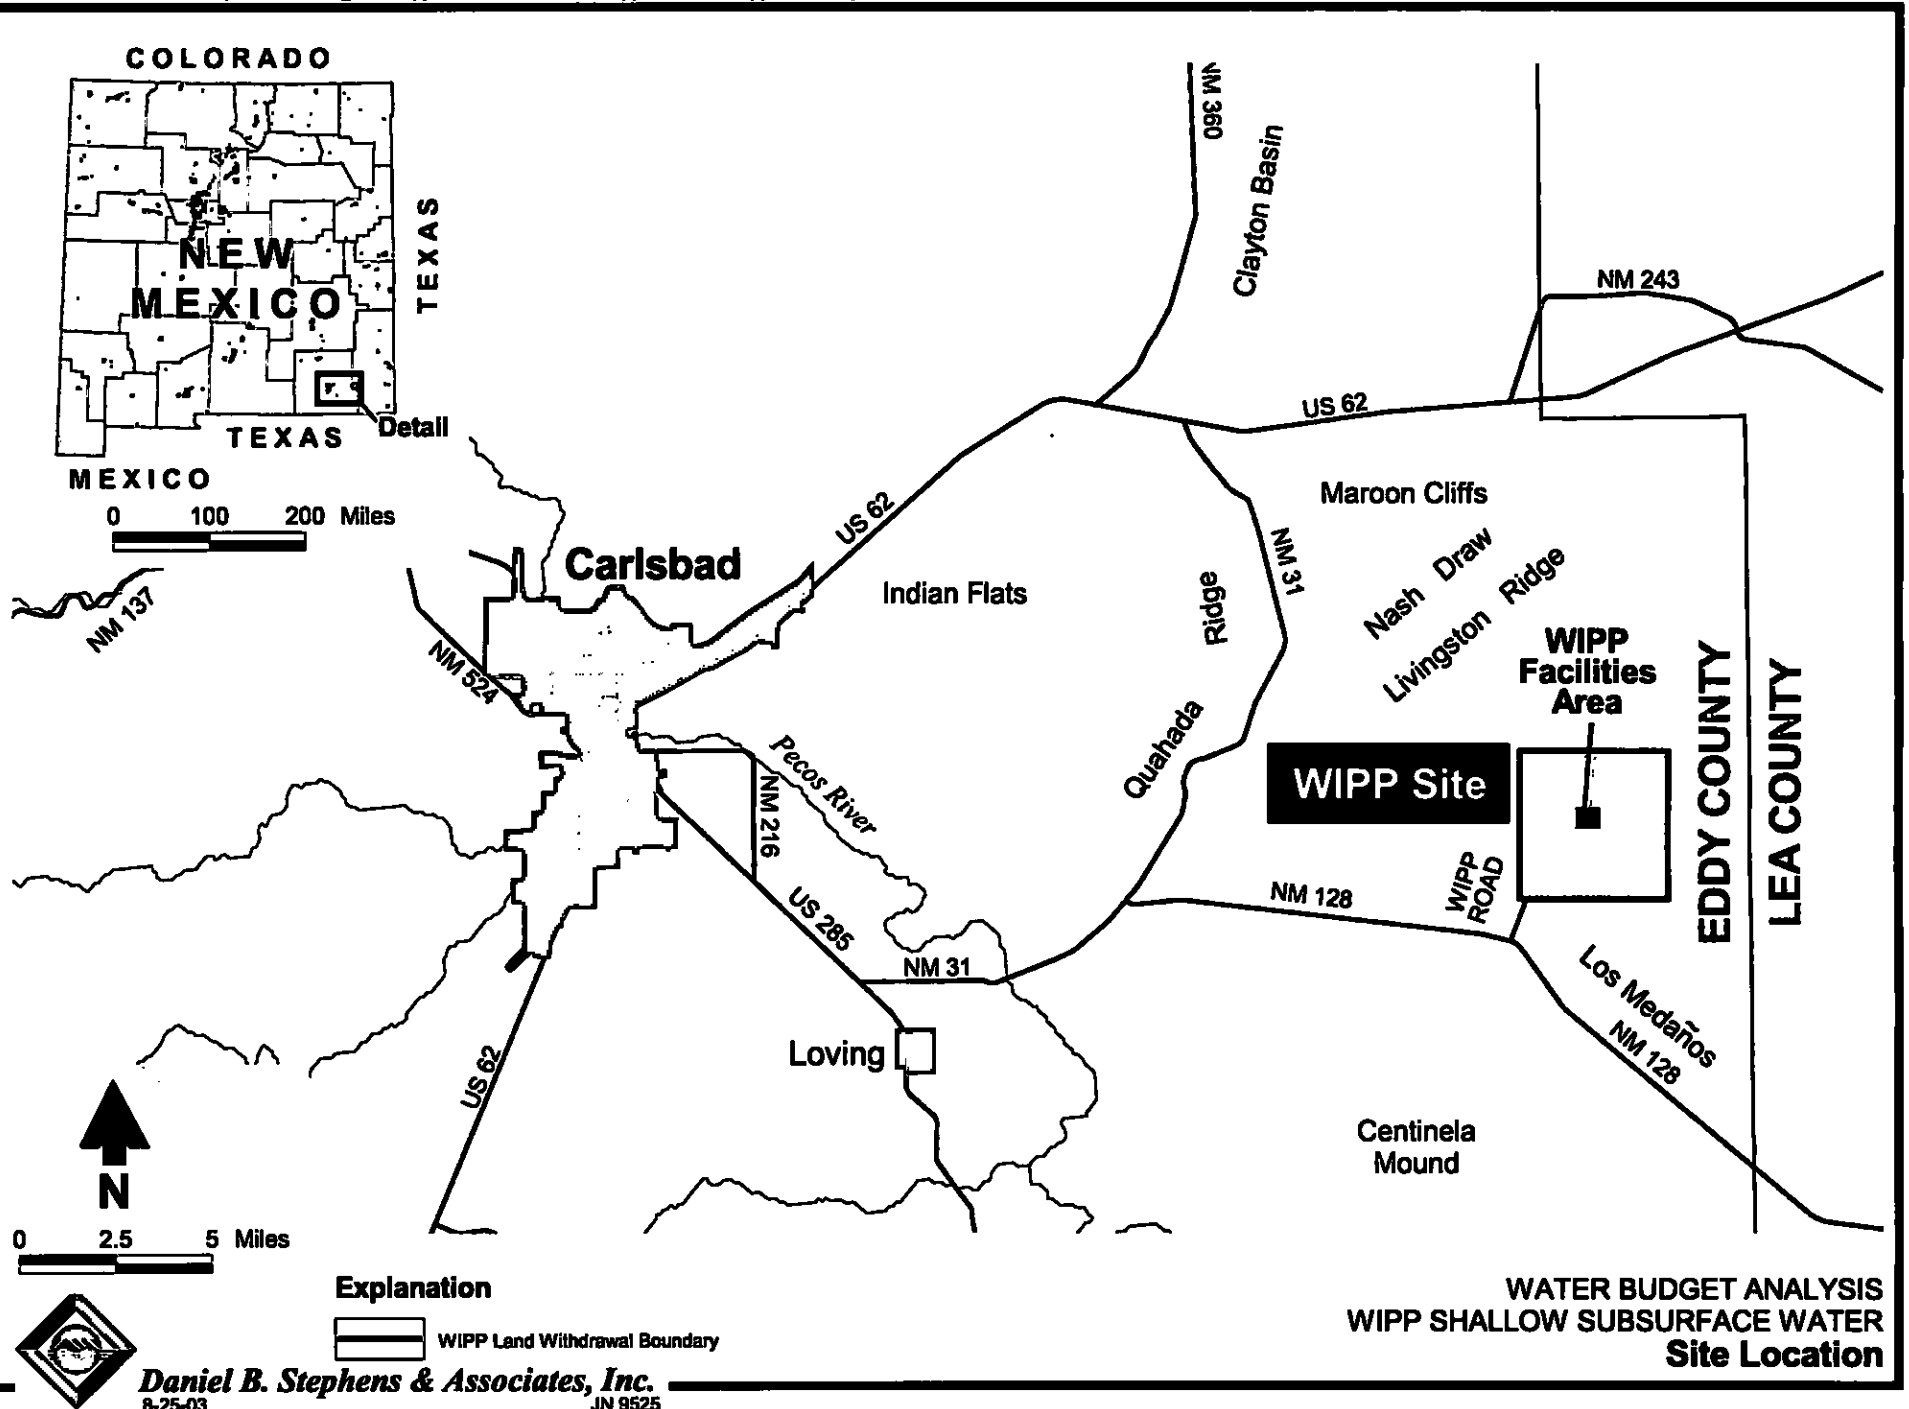 COLORADO
NEW
MEXICO
TEXAS
TEXAS
Detail
MEXICO
0 100 200 Miles
NM 360
Clayton Basin
NM 243
US 62
US 62
Maroon Cliffs
NM 31
Nash Draw
Livingston Ridge
Carlsbad
Indian Flats
Ridge
Quahada
NM 137
NM 524
WIPP
Facilities
Area
WIPP Site
EDDY COUNTY
LEA COUNTY
Pecos River
NM 216
US 285
NM 128
WIPP
ROAD
NM 31
Los Medaños
NM 128
Loving
US 62
Centinela
Mound
N
0 2.5 5 Miles
Explanation
WIPP Land Withdrawal Boundary
WATER BUDGET ANALYSIS
WIPP SHALLOW SUBSURFACE WATER
Site Location
Daniel B. Stephens & Associates, Inc.
8-25-03 JN 9525